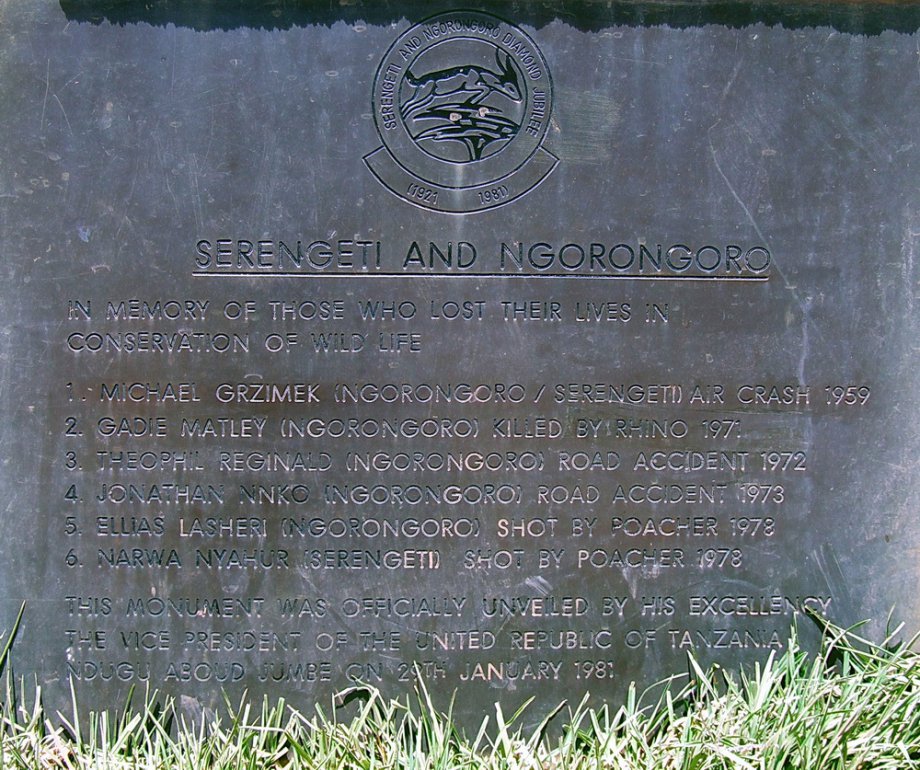 SERENGETI AND NGORONGORO DIAMOND JUBILEE
(1921 1981)
SERENGETI AND NGORONGORO
IN MEMORY OF THOSE WHO LOST THEIR LIVES IN
CONSERVATION OF WILD LIFE
1. MICHAEL GRZIMEK (NGORONGORO / SERENGETI) AIR CRASH 1959
2. GADIE MATLEY (NGORONGORO) KILLED BY RHINO 1971
3. THEOPHIL REGINALD (NGORONGORO) ROAD ACCIDENT 1972
4. JONATHAN NNKO (NGORONGORO) ROAD ACCIDENT 1973
5. ELLIAS LASHERI (NGORONGORO) SHOT BY POACHER 1978
6. NARWA NYAHUR (SERENGETI) SHOT BY POACHER 1978
THIS MONUMENT WAS OFFICIALLY UNVEILED BY HIS EXCELLENCY
THE VICE PRESIDENT OF THE UNITED REPUBLIC OF TANZANIA
NDUGU ABOUD JUMBE ON 29TH JANUARY 1981